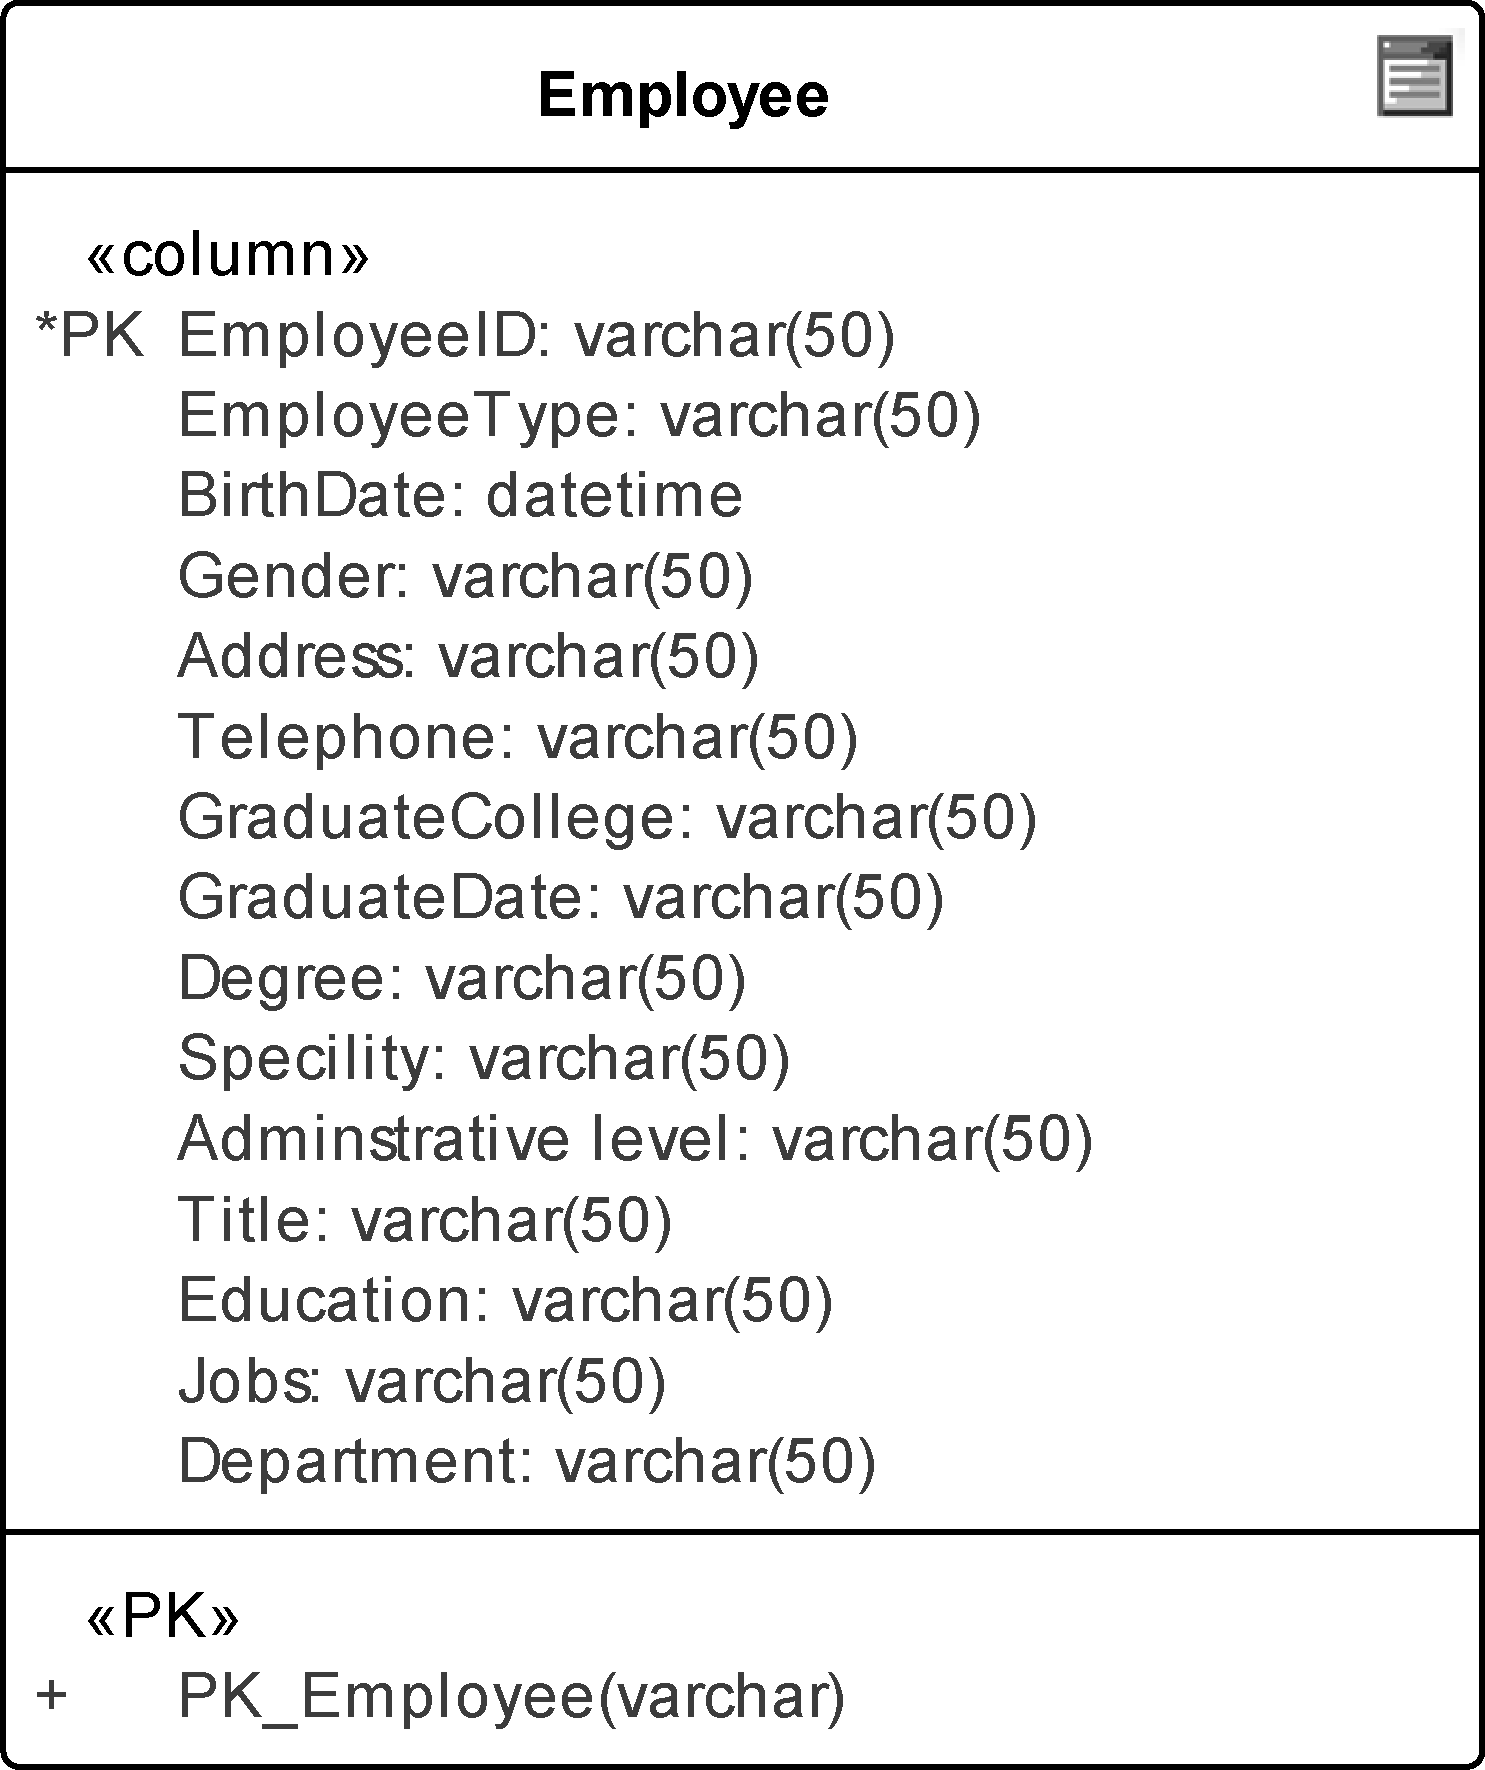 Employee
«column»
*PK EmployeeID: varchar(50)
EmployeeType: varchar(50)
BirthDate: datetime
Gender: varchar(50)
Address: varchar(50)
Telephone: varchar(50)
GraduateCollege: varchar(50)
GraduateDate: varchar(50)
Degree: varchar(50)
Specility: varchar(50)
Adminstrative level: varchar(50)
Title: varchar(50)
Education: varchar(50)
Jobs: varchar(50)
Department: varchar(50)
«PK»
+ PK_Employee(varchar)